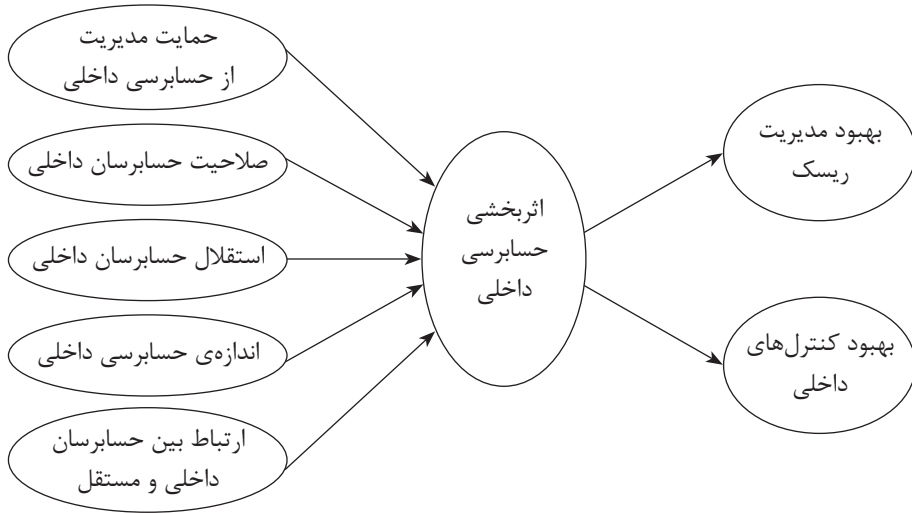 حمایت مدیریت
از حسابرسی داخلی
صلاحیت حسابرسان داخلی
استقلال حسابرسان داخلی
اندازه‌ی حسابرسی داخلی
ارتباط بین حسابرسان
داخلی و مستقل
اثربخشی
حسابرسی
داخلی
بهبود مدیریت
ریسک
بهبود کنترل‌های
داخلی